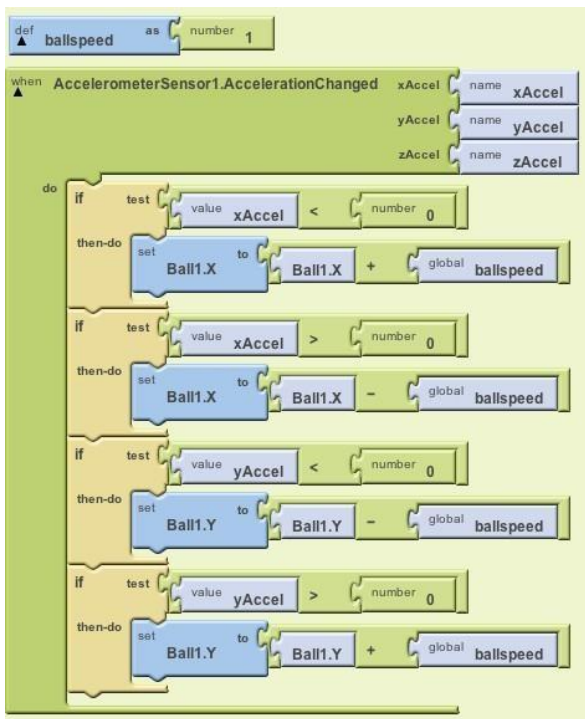 def ballspeed as number 1
when AccelerometerSensor1.AccelerationChanged xAccel name xAccel
yAccel name yAccel
zAccel name zAccel
do
if test value xAccel < number 0
then-do set Ball1.X to Ball1.X + global ballspeed
if test value xAccel > number 0
then-do set Ball1.X to Ball1.X - global ballspeed
if test value yAccel < number 0
then-do set Ball1.Y to Ball1.Y - global ballspeed
if test value yAccel > number 0
then-do set Ball1.Y to Ball1.Y + global ballspeed